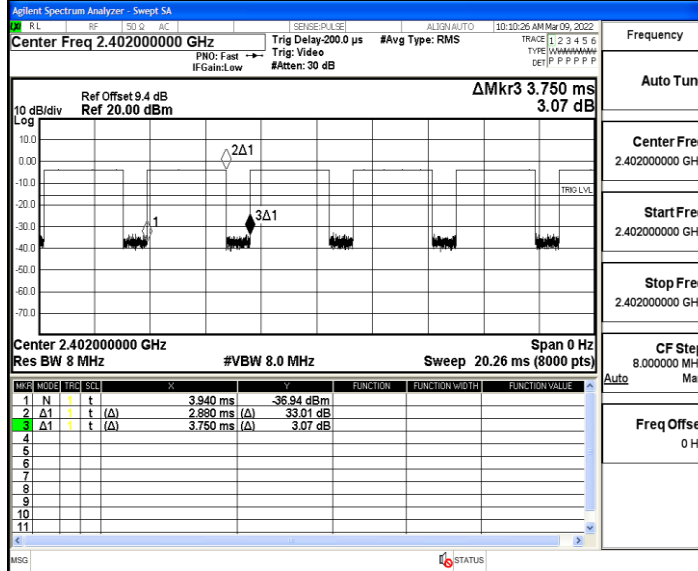 Agilent Spectrum Analyzer - Swept SA
RL RF 50 Ω AC SENSE:PULSE ALIGN AUTO 10:10:26 AM Mar 09, 2022
Center Freq 2.402000000 GHz
PNO: Fast
IFGain:Low
Trig Delay-200.0 µs
Trig: Video
#Atten: 30 dB
#Avg Type: RMS
TRACE 1 2 3 4 5 6
TYPE
DET P P P P P P
Frequency
Auto Tun
ΔMkr3 3.750 ms
3.07 dB
Ref Offset 9.4 dB
10 dB/div Ref 20.00 dBm
Log
10.0
0.00
-10.0
-20.0
-30.0
-40.0
-50.0
-60.0
-70.0
2Δ1
1
3Δ1
TRIG LVL
Center Fre
2.402000000 GH
Start Fre
2.402000000 GH
Stop Fre
2.402000000 GH
CF Ste
8.000000 MH
Auto Ma
Freq Offse
0 H
Center 2.402000000 GHz Span 0 Hz
Res BW 8 MHz #VBW 8.0 MHz Sweep 20.26 ms (8000 pts)
MKR MODE TRC SCL X Y FUNCTION FUNCTION WIDTH FUNCTION VALUE
1 N 1 t 3.940 ms -36.94 dBm
2 Δ1 1 t (Δ) 2.880 ms (Δ) 33.01 dB
3 Δ1 1 t (Δ) 3.750 ms (Δ) 3.07 dB
4
5
6
7
8
9
10
11
MSG STATUS